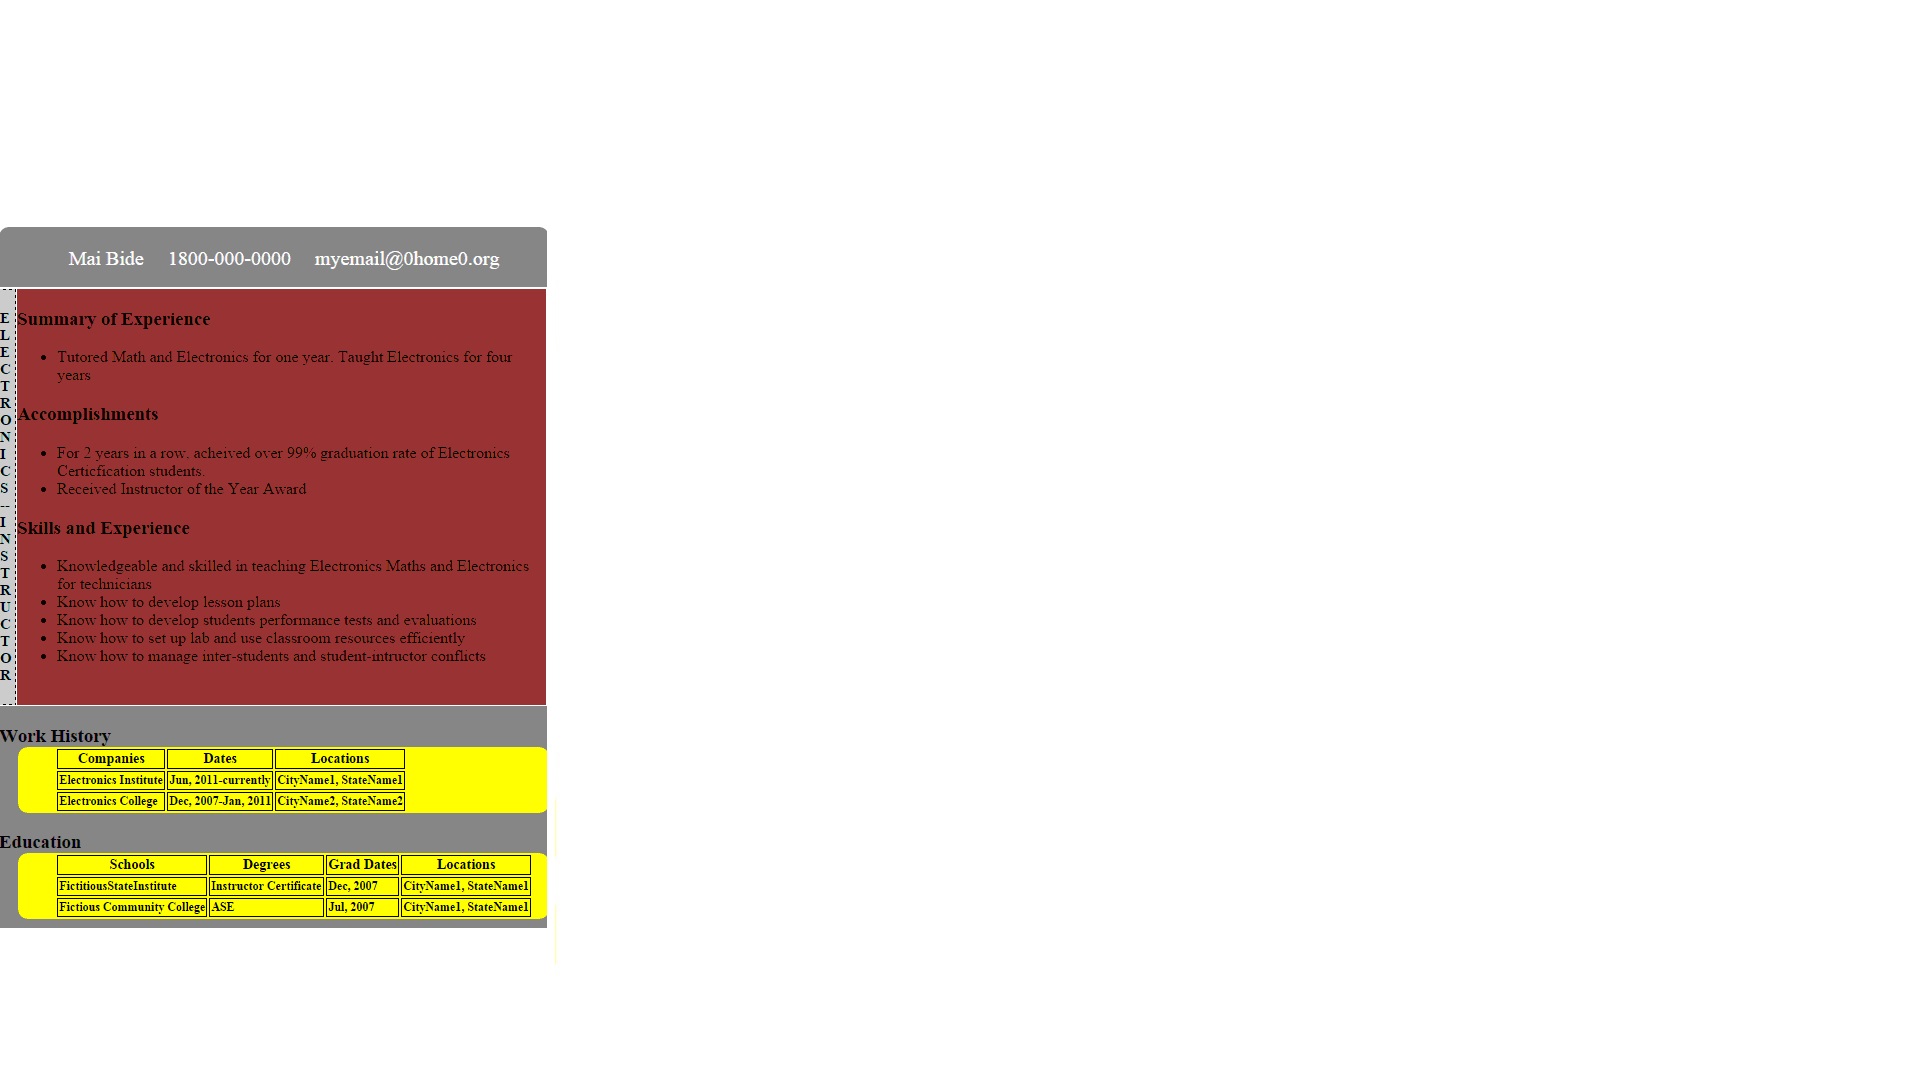 Mai Bide 1800-000-0000 myemail@0home0.org
E
L
E
C
T
R
O
N
I
C
S
--
I
N
S
T
R
U
C
T
O
R
Summary of Experience
• Tutored Math and Electronics for one year. Taught Electronics for four
years
Accomplishments
• For 2 years in a row, acheived over 99% graduation rate of Electronics
Certicfication students.
• Received Instructor of the Year Award
Skills and Experience
• Knowledgeable and skilled in teaching Electronics Maths and Electronics
for technicians
• Know how to develop lesson plans
• Know how to develop students performance tests and evaluations
• Know how to set up lab and use classroom resources efficiently
• Know how to manage inter-students and student-intructor conflicts
Work History
Companies Dates Locations
Electronics Institute Jun, 2011-currently CityName1, StateName1
Electronics College Dec, 2007-Jan, 2011 CityName2, StateName2
Education
Schools Degrees Grad Dates Locations
FictitiousStateInstitute Instructor Certificate Dec, 2007 CityName1, StateName1
Fictious Community College ASE Jul, 2007 CityName1, StateName1